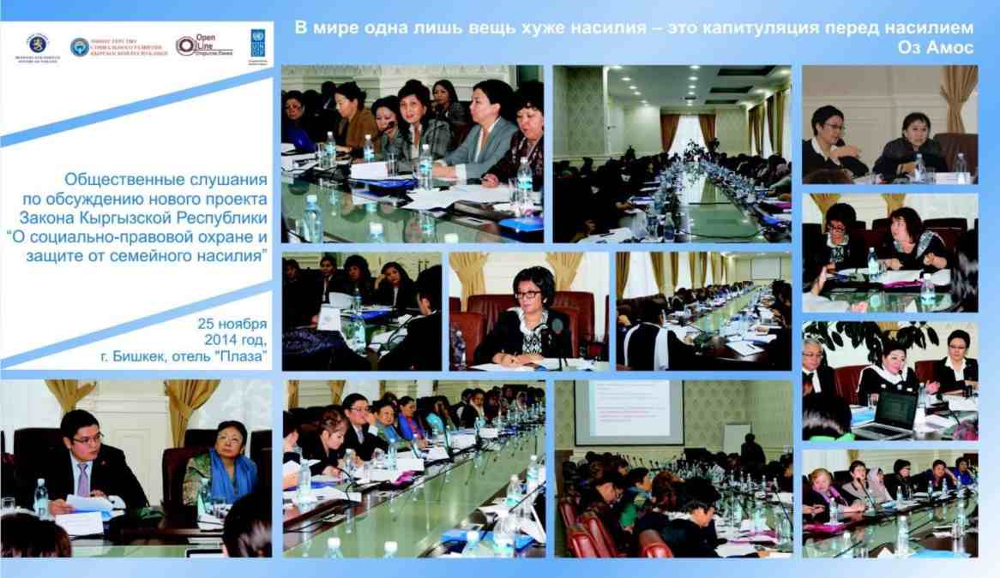 МИНИСТЕРСТВО
СОЦИАЛЬНОГО РАЗВИТИЯ
КЫРГЫЗСКОЙ РЕСПУБЛИКИ
Open
Line
Открытая Линия
В мире одна лишь вещь хуже насилия – это капитуляция перед насилием
Оз Амос
Общественные слушания
по обсуждению нового проекта
Закона Кыргызской Республики
“О социально-правовой охране и
защите от семейного насилия”
25 ноября
2014 год,
г. Бишкек, отель "Плаза"